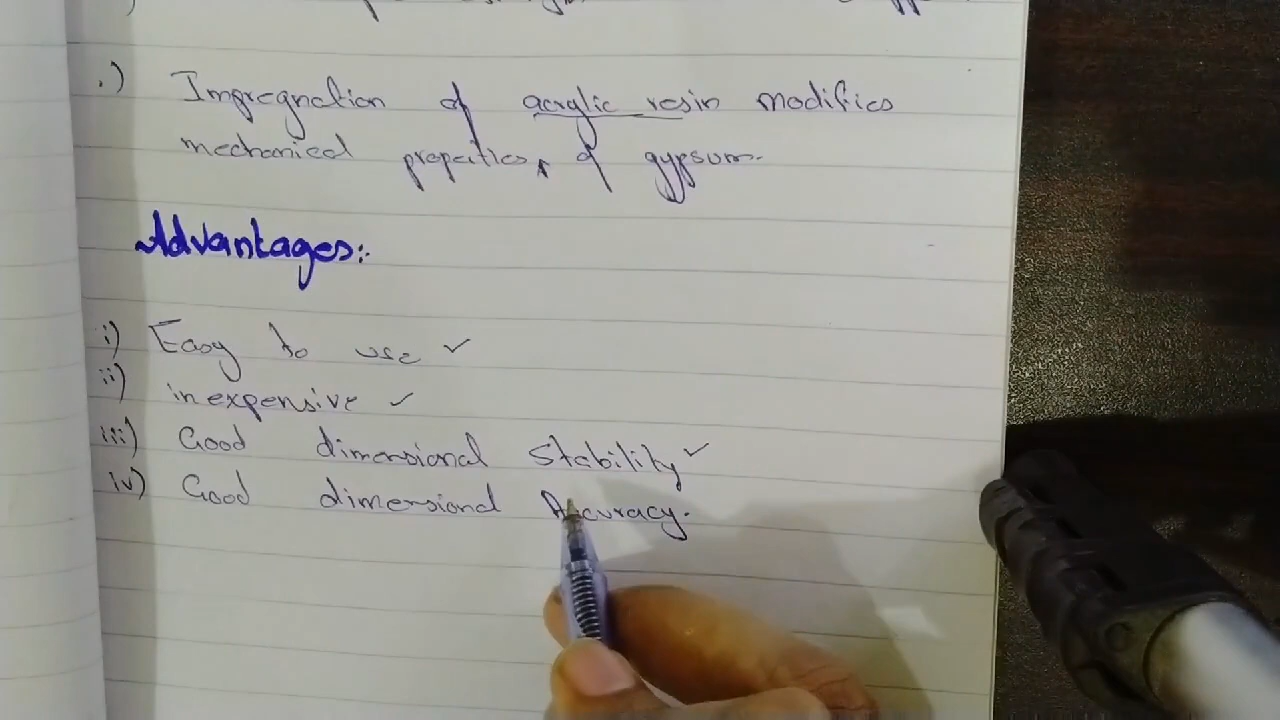 .) Impregnation of acrylic resin modifies
mechanical properties, of gypsum.
Advantages:
i) Easy to use ✓
ii) inexpensive ✓
iii) Good dimensional Stability ✓
iv) Good dimensional Accuracy.